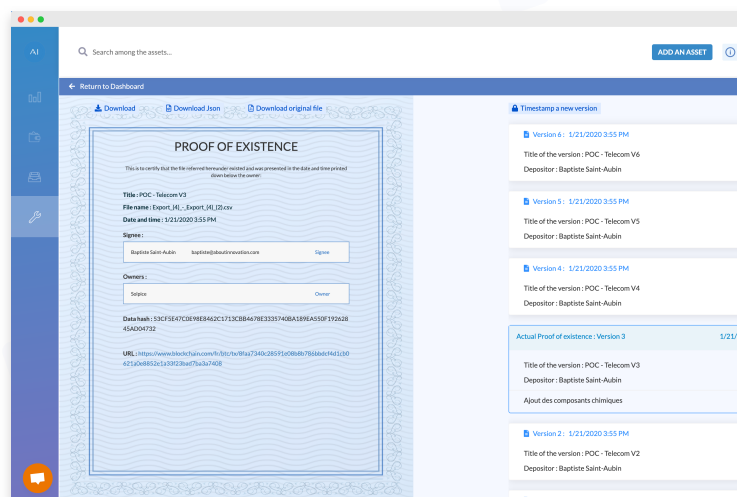 AI
Search among the assets...
ADD AN ASSET
← Return to Dashboard
Download
Download Json
Download original file
PROOF OF EXISTENCE
This is to certify that the file referred hereunder existed and was presented in the date and time printed
down below the owner:
Title : POC - Telecom V3
File name : Export_(4)_-_Export_(4)_(2).csv
Date and time : 1/21/2020 3:55 PM
Signee :
Baptiste Saint-Aubin baptiste@aboutinnovation.com Signee
Owners :
Solpice Owner
Data hash : 53CF5E47C0E98E8462C1713CBB4678E3335740BA189EA550F192628
45AD04732
URL : https://www.blockchain.com/fr/btc/tx/8faa7340c28591e08b8b786bbdcf4d1cb0
621a0e8852e1a33f23bad7ba3a7408
Timestamp a new version
Version 6 : 1/21/2020 3:55 PM
Title of the version : POC - Telecom V6
Depositor : Baptiste Saint-Aubin
Version 5 : 1/21/2020 3:55 PM
Title of the version : POC - Telecom V5
Depositor : Baptiste Saint-Aubin
Version 4 : 1/21/2020 3:55 PM
Title of the version : POC - Telecom V4
Depositor : Baptiste Saint-Aubin
Actual Proof of existence : Version 3 1/21/
Title of the version : POC - Telecom V3
Depositor : Baptiste Saint-Aubin
Ajout des composants chimiques
Version 2 : 1/21/2020 3:55 PM
Title of the version : POC - Telecom V2
Depositor : Baptiste Saint-Aubin